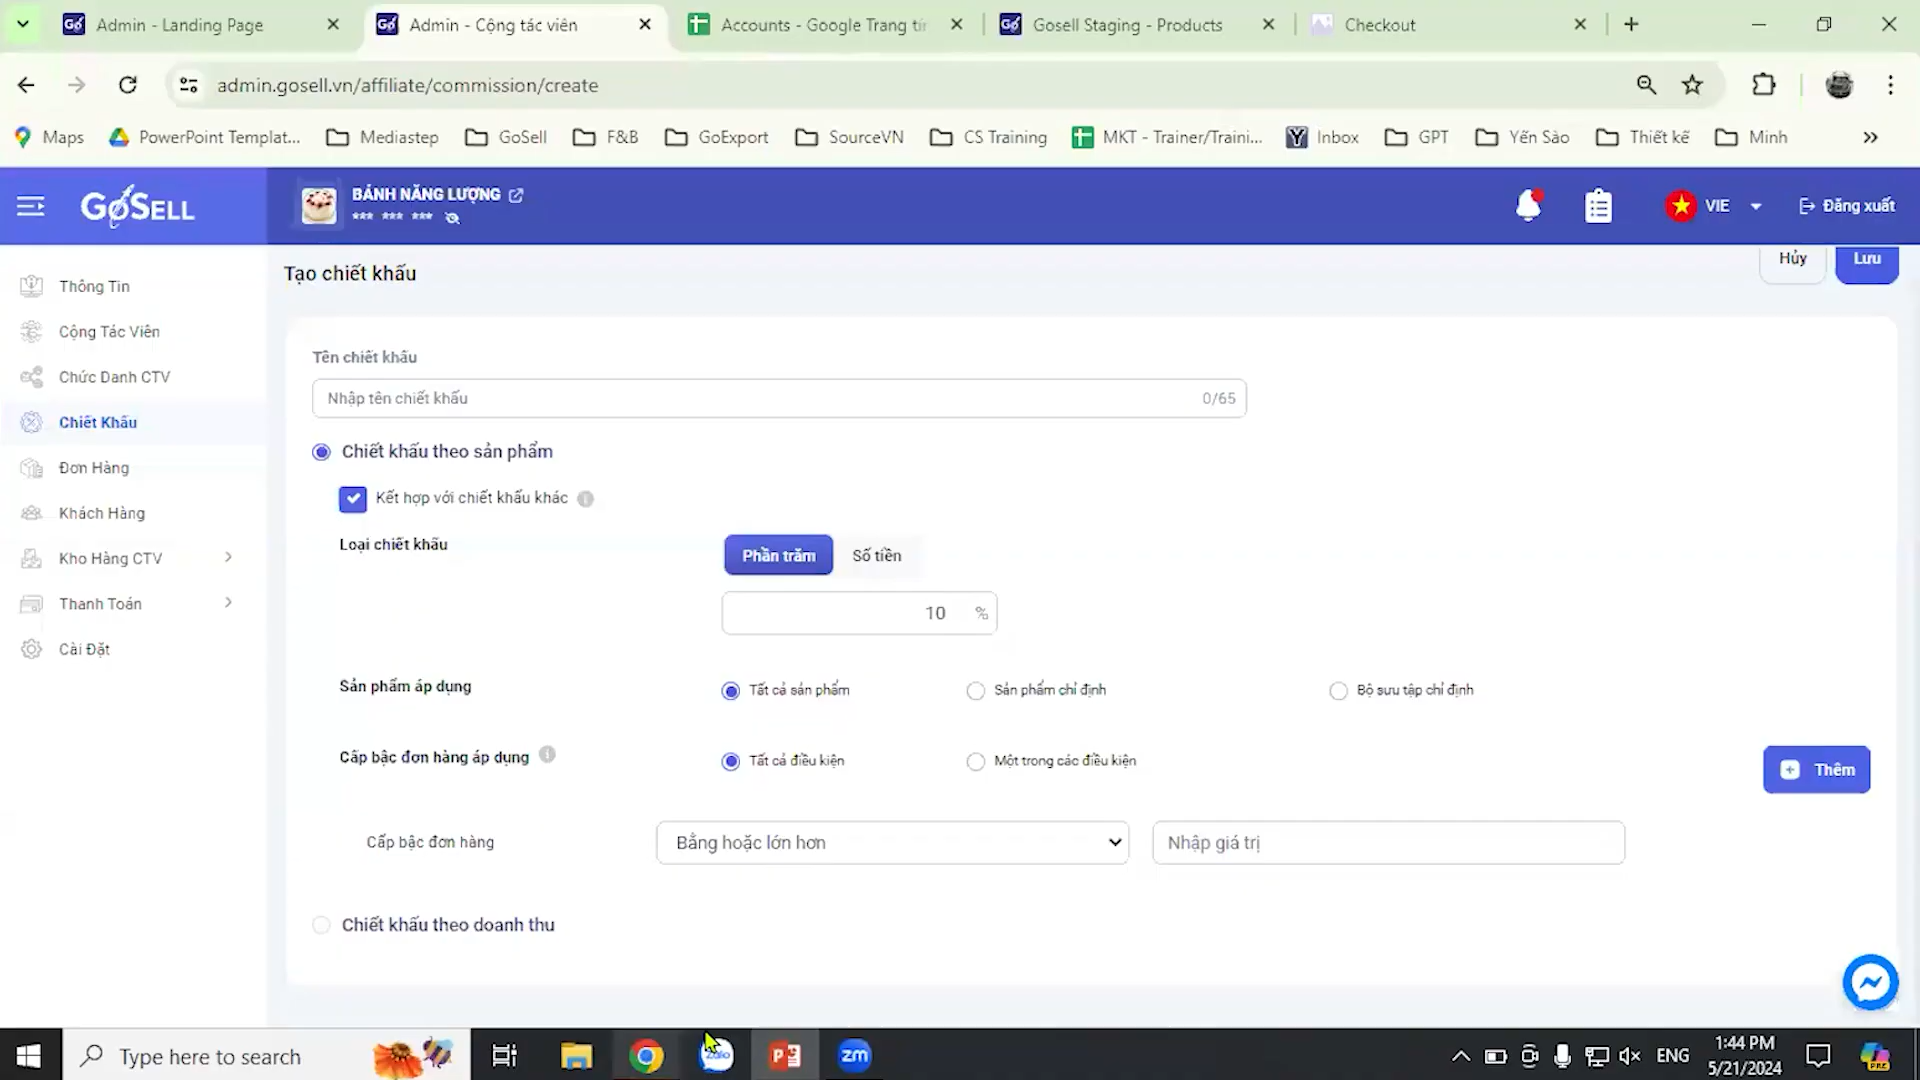 Admin - Landing Page
Admin - Cộng tác viên
Accounts - Google Trang tín
Gosell Staging - Products
Checkout
admin.gosell.vn/affiliate/commission/create
Maps
PowerPoint Templat...
Mediastep
GoSell
F&B
GoExport
SourceVN
CS Training
MKT - Trainer/Traini...
Inbox
GPT
Yến Sào
Thiết kế
Minh
GoSELL
BÁNH NĂNG LƯỢNG
*** *** ***
VIE
Đăng xuất
Thông Tin
Cộng Tác Viên
Chức Danh CTV
Chiết Khấu
Đơn Hàng
Khách Hàng
Kho Hàng CTV
Thanh Toán
Cài Đặt
Tạo chiết khấu
Hủy
Lưu
Tên chiết khấu
Nhập tên chiết khấu
0/65
Chiết khấu theo sản phẩm
Kết hợp với chiết khấu khác
Loại chiết khấu
Phần trăm
Số tiền
10 %
Sản phẩm áp dụng
Tất cả sản phẩm
Sản phẩm chỉ định
Bộ sưu tập chỉ định
Cấp bậc đơn hàng áp dụng
Tất cả điều kiện
Một trong các điều kiện
Thêm
Cấp bậc đơn hàng
Bằng hoặc lớn hơn
Nhập giá trị
Chiết khấu theo doanh thu
Type here to search
Zalo
zm
ENG
1:44 PM
5/21/2024
PRE